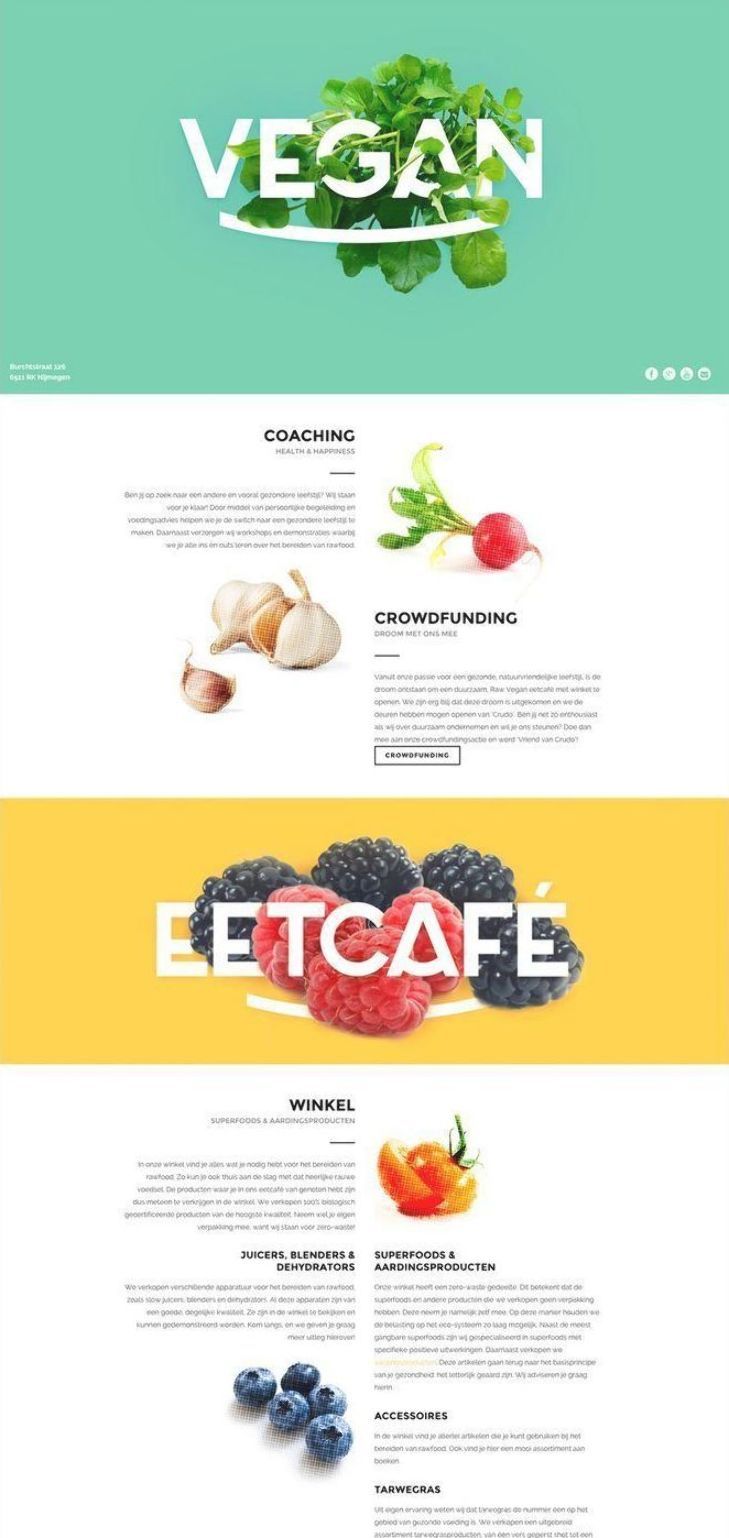 VEGAN
Burchtstraat 126
6511 RK Nijmegen
COACHING
HEALTH & HAPPINESS
Ben jij op zoek naar een andere en vooral gezondere leefstijl? Wij staan
voor je klaar! Door middel van persoonlijke begeleiding en
voedingsadvies helpen we je de switch naar een gezondere leefstijl te
maken. Daarnaast verzorgen wij workshops en demonstraties waarbij
we je alle ins en outs leren over het bereiden van rawfood.
CROWDFUNDING
DROOM MET ONS MEE
Vanuit onze passie voor een gezonde, natuurvriendelijke leefstijl, is de
droom ontstaan om een duurzaam, Raw Vegan eetcafé met winkel te
openen. We zijn erg blij dat deze droom is uitgekomen en we de
deuren hebben mogen openen van 'Crudo'. Ben jij net zo enthousiast
als wij over duurzaam ondernemen en wil je ons steunen? Doe dan
mee aan onze crowdfundingsactie en word 'Vriend van Crudo'!
CROWDFUNDING
EETCAFÉ
WINKEL
SUPERFOODS & AARDINGSPRODUCTEN
In onze winkel vind je alles wat je nodig hebt voor het bereiden van
rawfood. Zo kun je ook thuis aan de slag met dat heerlijke rauwe
voedsel. De producten waar je in ons eetcafé van genoten hebt zijn
dus meteen te verkrijgen in de winkel. We verkopen 100% biologisch
gecertificeerde producten van de hoogste kwaliteit. Neem wel je eigen
verpakking mee, want wij staan voor zero-waste!
JUICERS, BLENDERS &
DEHYDRATORS
We verkopen verschillende apparatuur voor het bereiden van rawfood,
zoals slow juicers, blenders en dehydrators. Al deze apparaten zijn van
een goede, degelijke kwaliteit. Ze zijn in de winkel te bekijken en
kunnen gedemonstreerd worden. Kom langs, en we geven je graag
meer uitleg hierover!
SUPERFOODS &
AARDINGSPRODUCTEN
Onze winkel heeft een zero-waste gedeelte. Dit betekent dat de
superfoods en andere producten die we verkopen geen verpakking
hebben. Deze neem je namelijk zelf mee. Op deze manier houden we
de belasting op het eco-systeem zo laag mogelijk. Naast de meest
gangbare superfoods zijn wij gespecialiseerd in superfoods met
specifieke positieve uitwerkingen. Daarnaast verkopen we
aardingsproducten. Deze artikelen gaan terug naar het basisprincipe
van je gezondheid: het letterlijk geaard zijn. Wij adviseren je graag
hierin.
ACCESSOIRES
In de winkel vind je allerlei artikelen die je kunt gebruiken bij het
bereiden van rawfood. Ook vind je hier een mooi assortiment aan
boeken.
TARWEGRAS
Uit eigen ervaring weten wij dat tarwegras de nummer één op het
gebied van gezonde voeding is. We verkopen een uitgebreid
assortiment tarwegrasproducten, van één vers geperst shot tot een